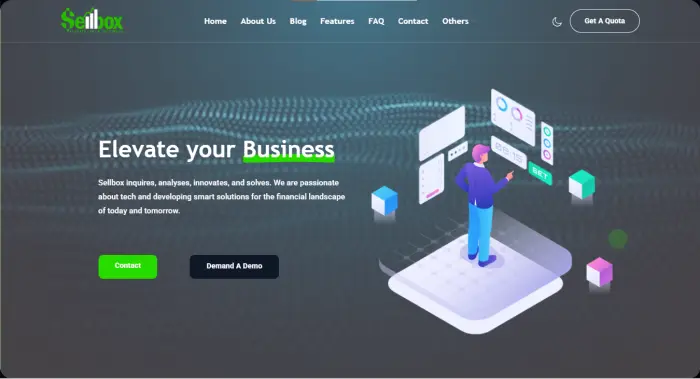 Sellbox
Home About Us Blog Features FAQ Contact Others
Get A Quota
Elevate your Business
Sellbox inquires, analyses, innovates, and solves. We are passionate
about tech and developing smart solutions for the financial landscape
of today and tomorrow.
Contact
Demand A Demo
SET